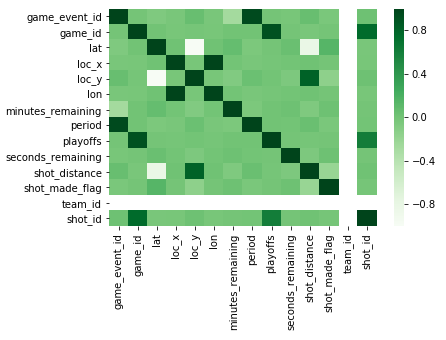 game_event_id
game_id
lat
loc_x
loc_y
lon
minutes_remaining
period
playoffs
seconds_remaining
shot_distance
shot_made_flag
team_id
shot_id
0.8
0.4
0.0
−0.4
−0.8
game_event_id
game_id
lat
loc_x
loc_y
lon
minutes_remaining
period
playoffs
seconds_remaining
shot_distance
shot_made_flag
team_id
shot_id